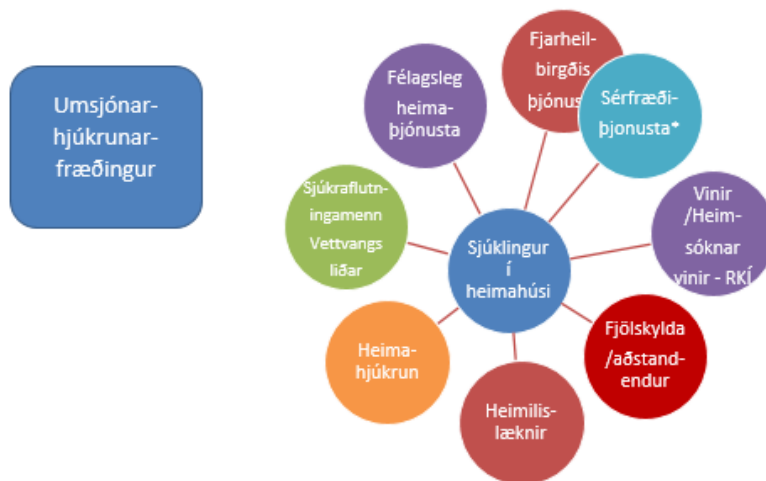 Umsjónar-
hjúkrunar-
fræðingur
Félagsleg
heima-
þjónusta
Fjarheil-
birgðis
þjónus
Sérfræði-
þjonusta*
Sjúkraflutn-
ingamenn
Vettvangs
liðar
Sjúklingur
í
heimahúsi
Vinir
/Heim-
sóknar
vinir - RKÍ
Heima-
hjúkrun
Fjölskylda
/aðstand-
endur
Heimilis-
læknir